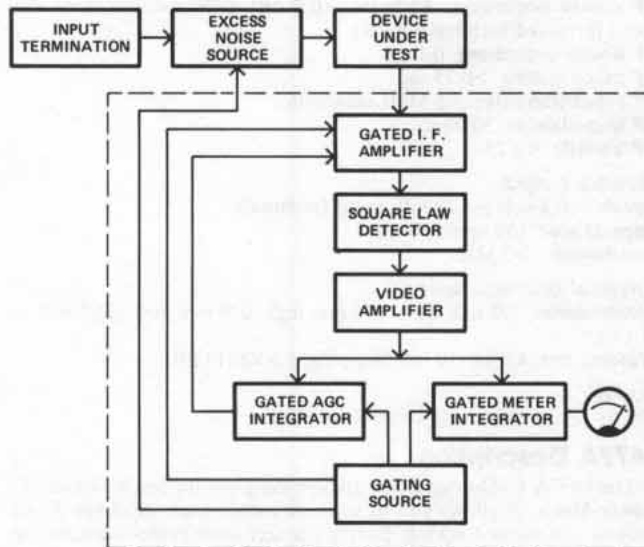 INPUT
TERMINATION
EXCESS
NOISE
SOURCE
DEVICE
UNDER
TEST
GATED I. F.
AMPLIFIER
SQUARE LAW
DETECTOR
VIDEO
AMPLIFIER
GATED AGC
INTEGRATOR
GATED METER
INTEGRATOR
GATING
SOURCE